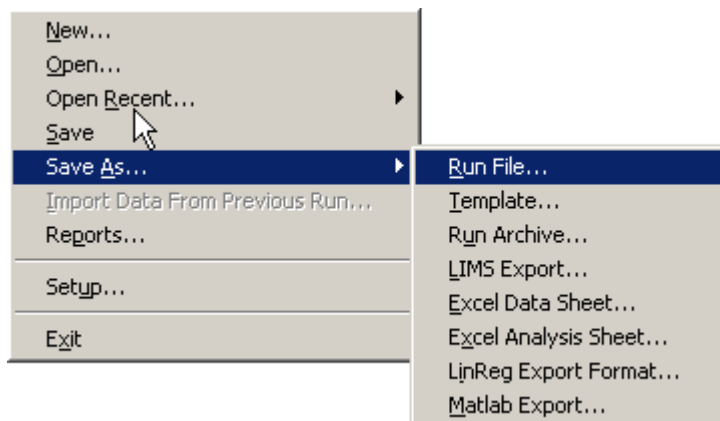 New...
Open...
Open Recent...
Save
Save As...
Import Data From Previous Run...
Reports...
Setup...
Exit
Run File...
Template...
Run Archive...
LIMS Export...
Excel Data Sheet...
Excel Analysis Sheet...
LinReg Export Format...
Matlab Export...